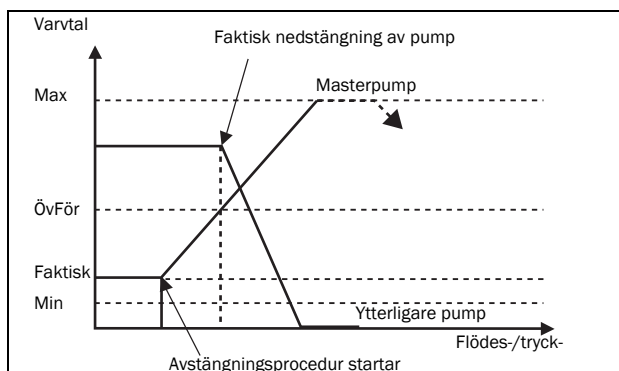 Varvtal
Faktisk nedstängning av pump
Masterpump
Max
ÖvFör
Faktisk
Min
Ytterligare pump
Flödes-/tryck-
Avstängningsprocedur startar